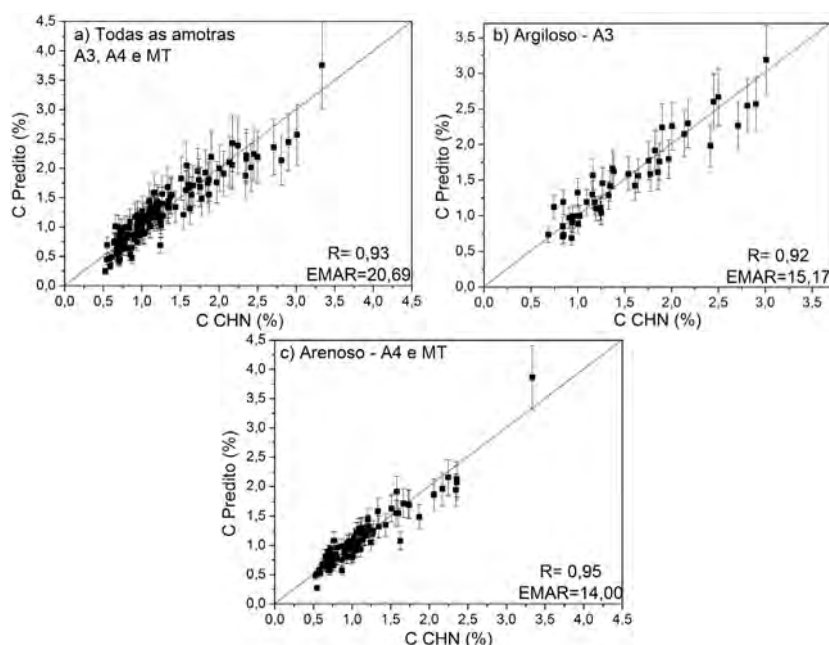 a) Todas as amotras
A3, A4 e MT
C Predito (%)
4,5
4,0
3,5
3,0
2,5
2,0
1,5
1,0
0,5
0,0
R= 0,93
EMAR=20,69
0,0 0,5 1,0 1,5 2,0 2,5 3,0 3,5 4,0 4,5
C CHN (%)
b) Argiloso - A3
C Predito (%)
3,5
3,0
2,5
2,0
1,5
1,0
0,5
0,0
R= 0,92
EMAR=15,17
0,0 0,5 1,0 1,5 2,0 2,5 3,0 3,5
C CHN (%)
c) Arenoso - A4 e MT
C Predito (%)
4,5
4,0
3,5
3,0
2,5
2,0
1,5
1,0
0,5
0,0
R= 0,95
EMAR=14,00
0,0 0,5 1,0 1,5 2,0 2,5 3,0 3,5 4,0 4,5
C CHN (%)